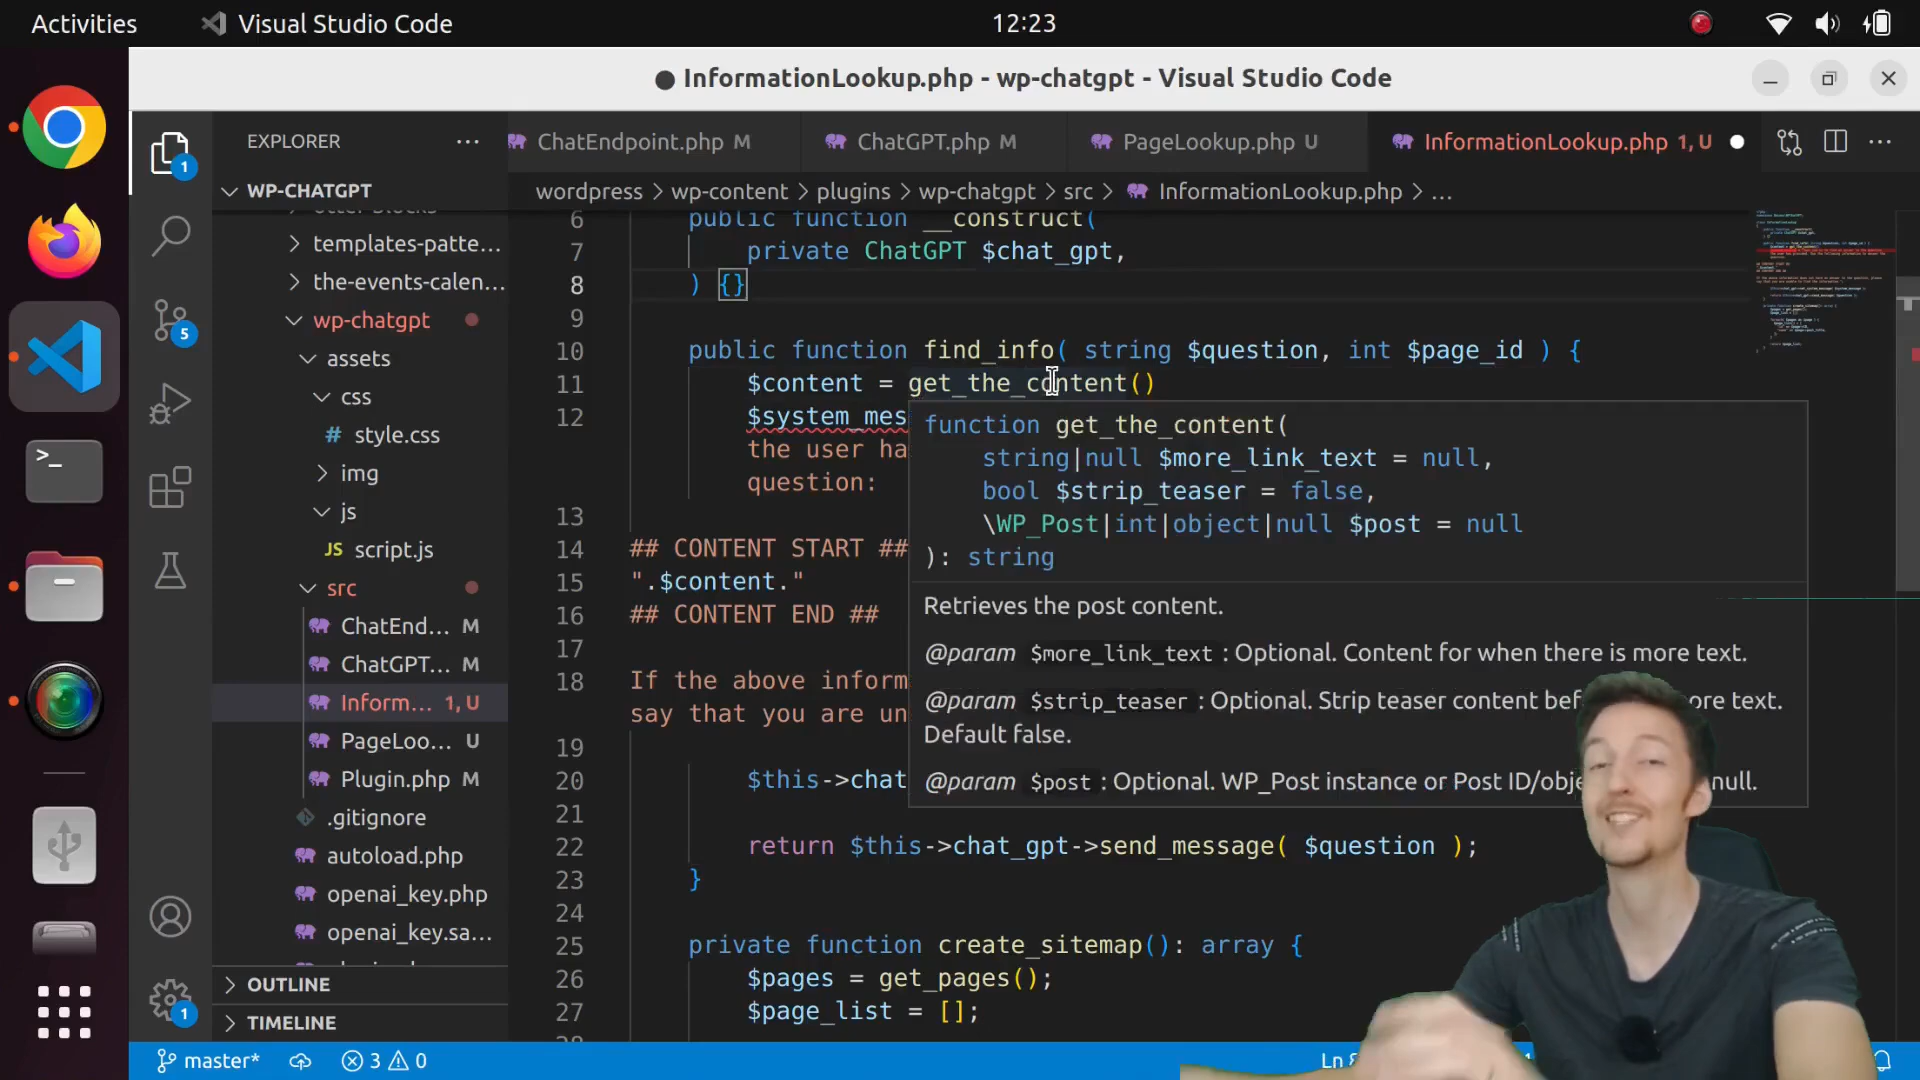 Activities
Visual Studio Code
12:23
● InformationLookup.php - wp-chatgpt - Visual Studio Code
EXPLORER
ChatEndpoint.php M
ChatGPT.php M
PageLookup.php U
InformationLookup.php 1, U
WP-CHATGPT
wordpress > wp-content > plugins > wp-chatgpt > src > InformationLookup.php > ...
templates-patte...
the-events-calen...
wp-chatgpt
assets
css
# style.css
img
js
JS script.js
src
ChatEnd... M
ChatGPT... M
Inform... 1, U
PageLoo... U
Plugin.php M
.gitignore
autoload.php
openai_key.php
openai_key.sa...
OUTLINE
TIMELINE
1
5
1
6 public function __construct(
7 private ChatGPT $chat_gpt,
8 ) {}
9
10 public function find_info( string $question, int $page_id ) {
11 $content = get_the_content()
12 $system_mes
the user ha
question:
13
14 ## CONTENT START ##
15 ".$content."
16 ## CONTENT END ##
17
18 If the above inform
say that you are un
19
20 $this->chat
21
22 return $this->chat_gpt->send_message( $question );
23 }
24
25 private function create_sitemap(): array {
26 $pages = get_pages();
27 $page_list = [];
function get_the_content(
string|null $more_link_text = null,
bool $strip_teaser = false,
\WP_Post|int|object|null $post = null
): string
Retrieves the post content.
@param $more_link_text : Optional. Content for when there is more text.
@param $strip_teaser : Optional. Strip teaser content ore text.
Default false.
@param $post : Optional. WP_Post instance or Post ID/obje null.
master*
3 0
Ln 8